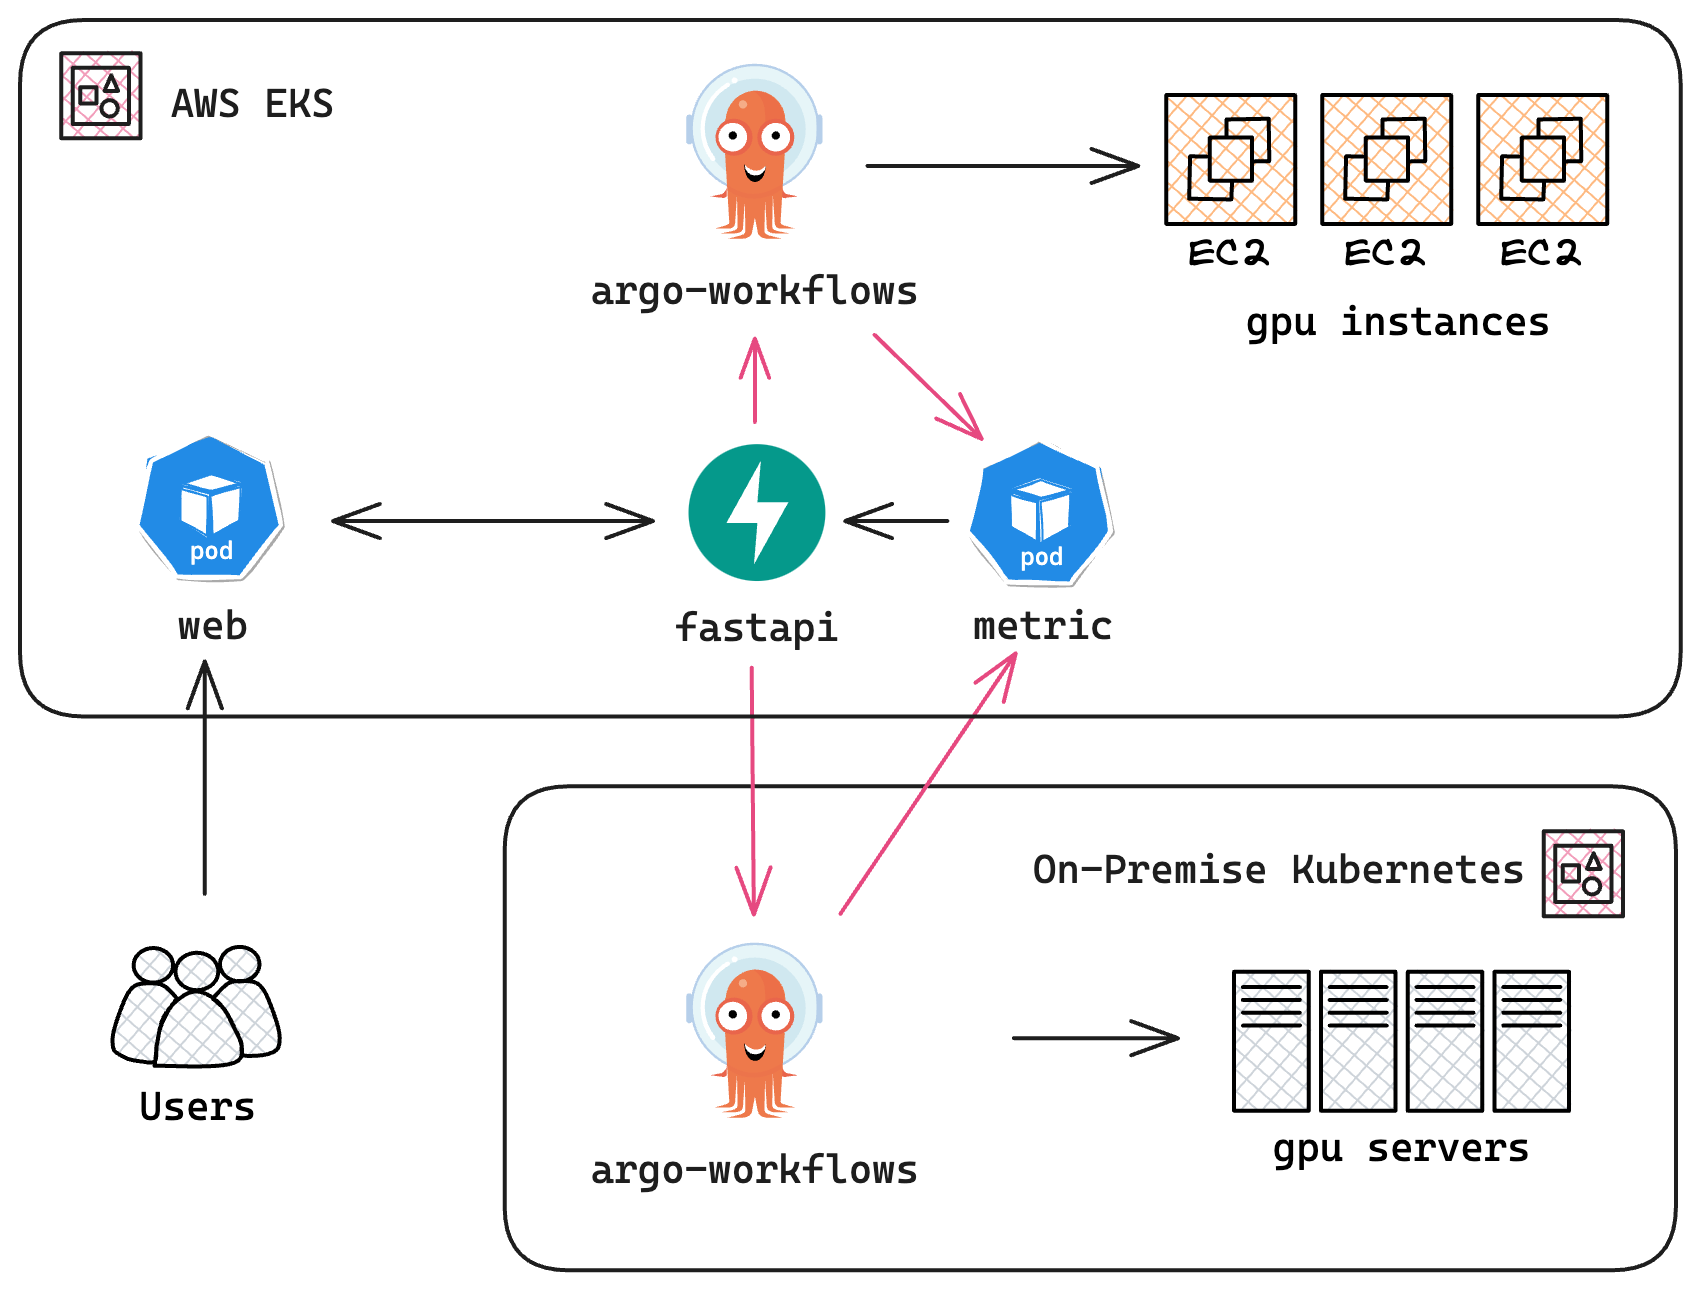 AWS EKS
EC2
EC2
EC2
argo-workflows
gpu instances
pod
pod
web
fastapi
metric
On-Premise Kubernetes
Users
gpu servers
argo-workflows